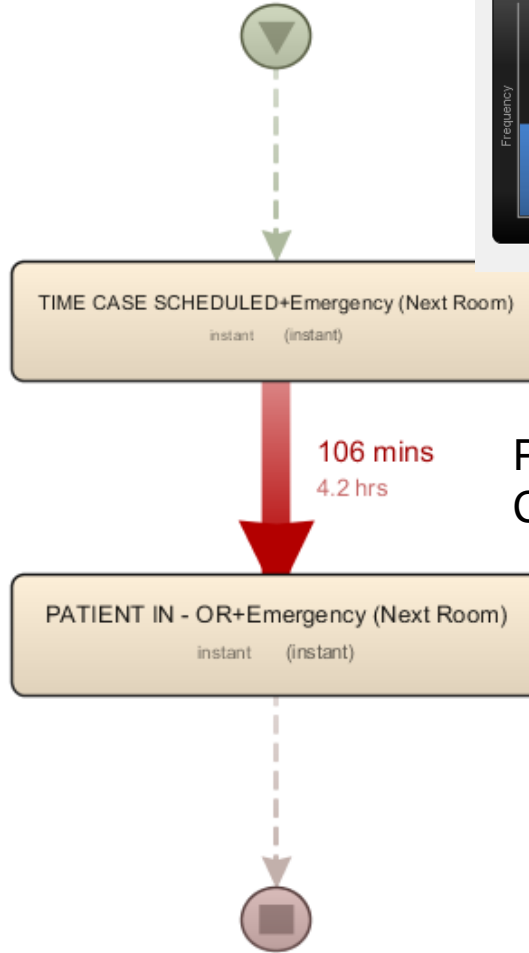 Frequency
TIME CASE SCHEDULED+Emergency (Next Room)
instant (instant)
106 mins
4.2 hrs
PATIENT IN - OR+Emergency (Next Room)
instant (instant)